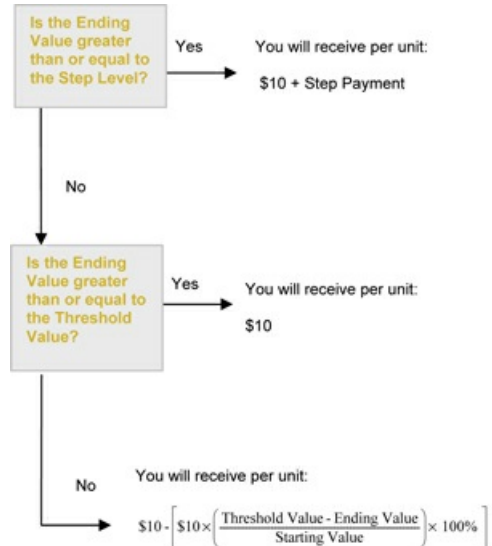 Is the Ending
Value greater
than or equal to
the Step Level?
Yes
You will receive per unit:
$10 + Step Payment
No
Is the Ending
Value greater
than or equal to
the Threshold
Value?
Yes
You will receive per unit:
$10
No
You will receive per unit:
$10 - [ $10 × ( Threshold Value - Ending Value / Starting Value ) × 100% ]